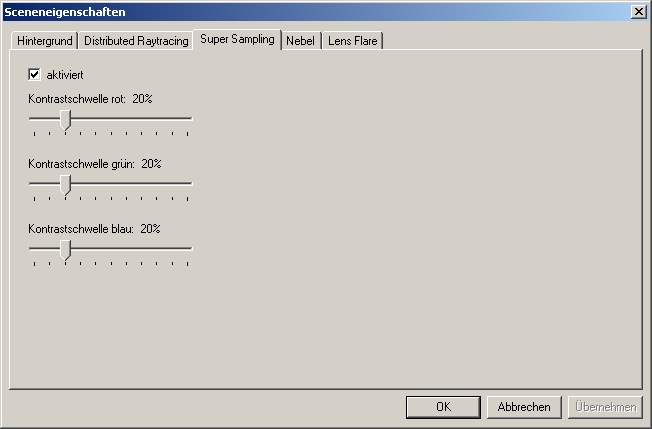 Sceneneigenschaften
Hintergrund Distributed Raytracing Super Sampling Nebel Lens Flare
aktiviert
Kontrastschwelle rot: 20%
Kontrastschwelle grün: 20%
Kontrastschwelle blau: 20%
OK Abbrechen Übernehmen